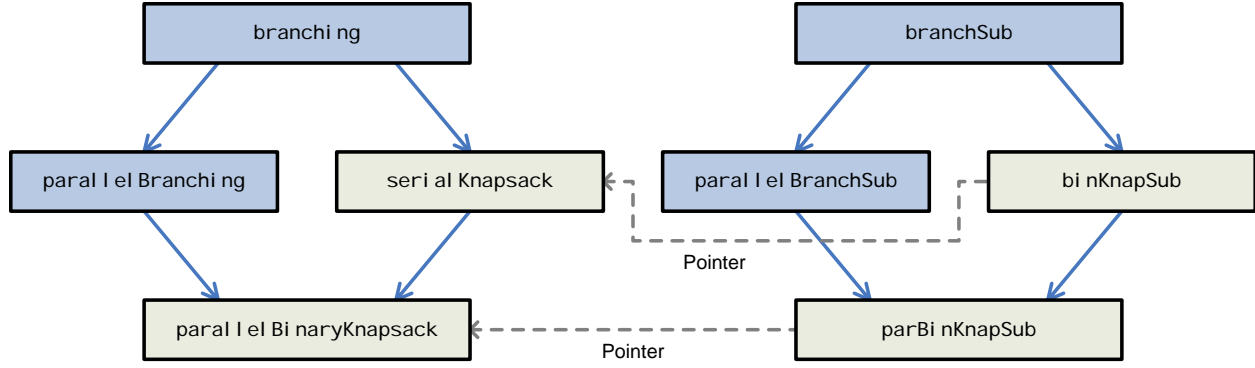 branching
branchSub
parallelBranching
serialKnapsack
parallelBranchSub
binKnapSub
Pointer
parallelBinaryKnapsack
parBinKnapSub
Pointer